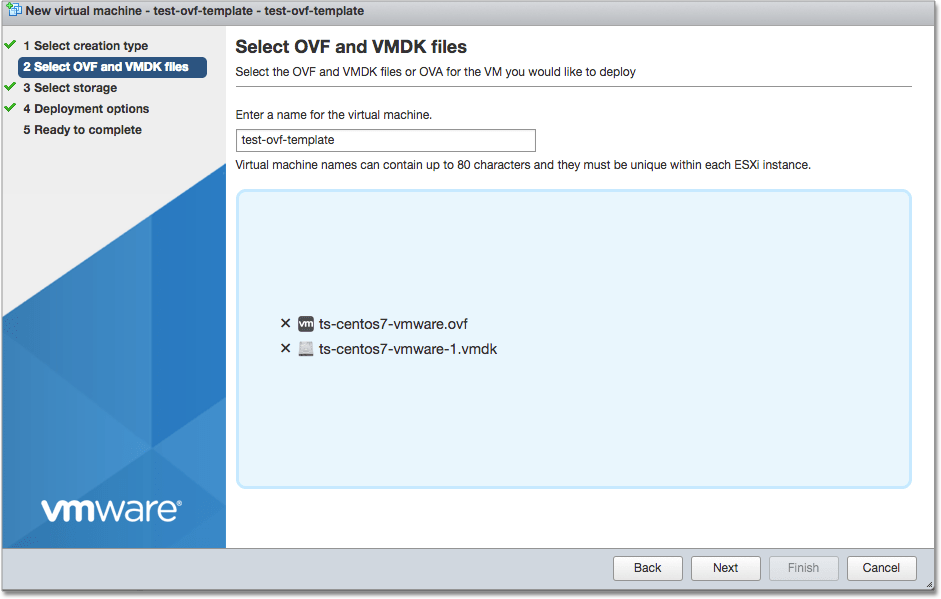 New virtual machine - test-ovf-template - test-ovf-template
1 Select creation type
2 Select OVF and VMDK files
3 Select storage
4 Deployment options
5 Ready to complete
vmware®
Select OVF and VMDK files
Select the OVF and VMDK files or OVA for the VM you would like to deploy
Enter a name for the virtual machine.
test-ovf-template
Virtual machine names can contain up to 80 characters and they must be unique within each ESXi instance.
vm ts-centos7-vmware.ovf
ts-centos7-vmware-1.vmdk
Back Next Finish Cancel